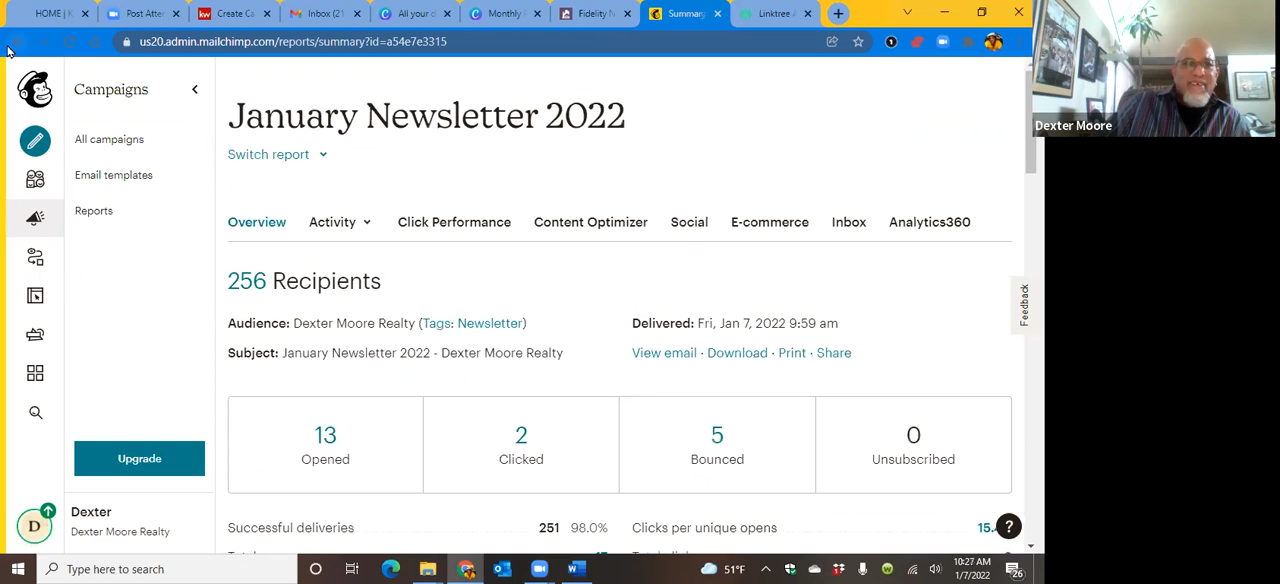 HOME | K
Post Atter
kw
Create Ca
Inbox (21
All your d
Monthly
Fidelity N
Summary
Linktree A
us20.admin.mailchimp.com/reports/summary?id=a54e7e3315
Dexter Moore
Campaigns
All campaigns
Email templates
Reports
Upgrade
D
Dexter
Dexter Moore Realty
January Newsletter 2022
Switch report
Overview
Activity
Click Performance
Content Optimizer
Social
E-commerce
Inbox
Analytics360
256 Recipients
Audience: Dexter Moore Realty (Tags: Newsletter)
Delivered: Fri, Jan 7, 2022 9:59 am
Subject: January Newsletter 2022 - Dexter Moore Realty
View email · Download · Print · Share
Feedback
13
Opened
2
Clicked
5
Bounced
0
Unsubscribed
Successful deliveries 251 98.0%
Clicks per unique opens 15.
?
Type here to search
51°F
10:27 AM
1/7/2022
26